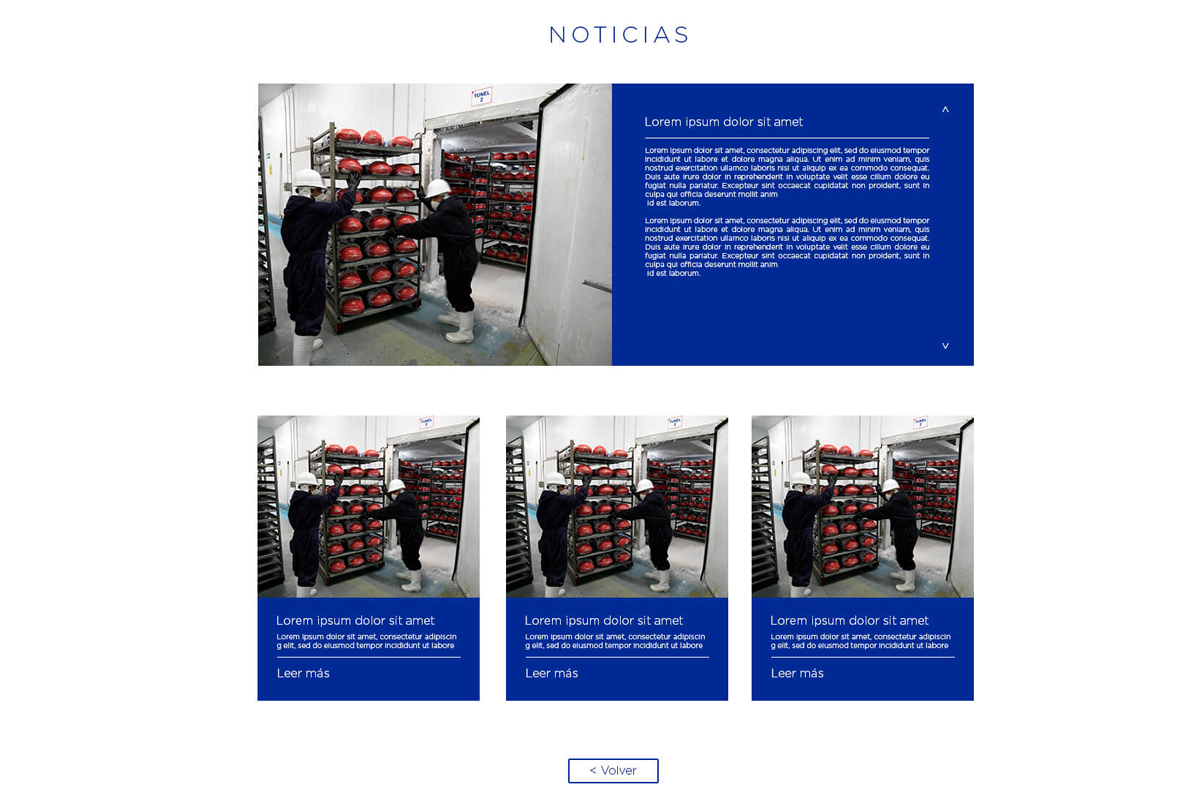 NOTICIAS
TUNEL
2
^
Lorem ipsum dolor sit amet
Lorem ipsum dolor sit amet, consectetur adipiscing elit, sed do eiusmod tempor
incididunt ut labore et dolore magna aliqua. Ut enim ad minim veniam, quis
nostrud exercitation ullamco laboris nisi ut aliquip ex ea commodo consequat.
Duis aute irure dolor in reprehenderit in voluptate velit esse cillum dolore eu
fugiat nulla pariatur. Excepteur sint occaecat cupidatat non proident, sunt in
culpa qui officia deserunt mollit anim
id est laborum.
Lorem ipsum dolor sit amet, consectetur adipiscing elit, sed do eiusmod tempor
incididunt ut labore et dolore magna aliqua. Ut enim ad minim veniam, quis
nostrud exercitation ullamco laboris nisi ut aliquip ex ea commodo consequat.
Duis aute irure dolor in reprehenderit in voluptate velit esse cillum dolore eu
fugiat nulla pariatur. Excepteur sint occaecat cupidatat non proident, sunt in
culpa qui officia deserunt mollit anim
id est laborum.
v
TUNEL
2
Lorem ipsum dolor sit amet
Lorem ipsum dolor sit amet, consectetur adipiscin
g elit, sed do eiusmod tempor incididunt ut labore
Leer más
TUNEL
2
Lorem ipsum dolor sit amet
Lorem ipsum dolor sit amet, consectetur adipiscin
g elit, sed do eiusmod tempor incididunt ut labore
Leer más
TUNEL
2
Lorem ipsum dolor sit amet
Lorem ipsum dolor sit amet, consectetur adipiscin
g elit, sed do eiusmod tempor incididunt ut labore
Leer más
< Volver